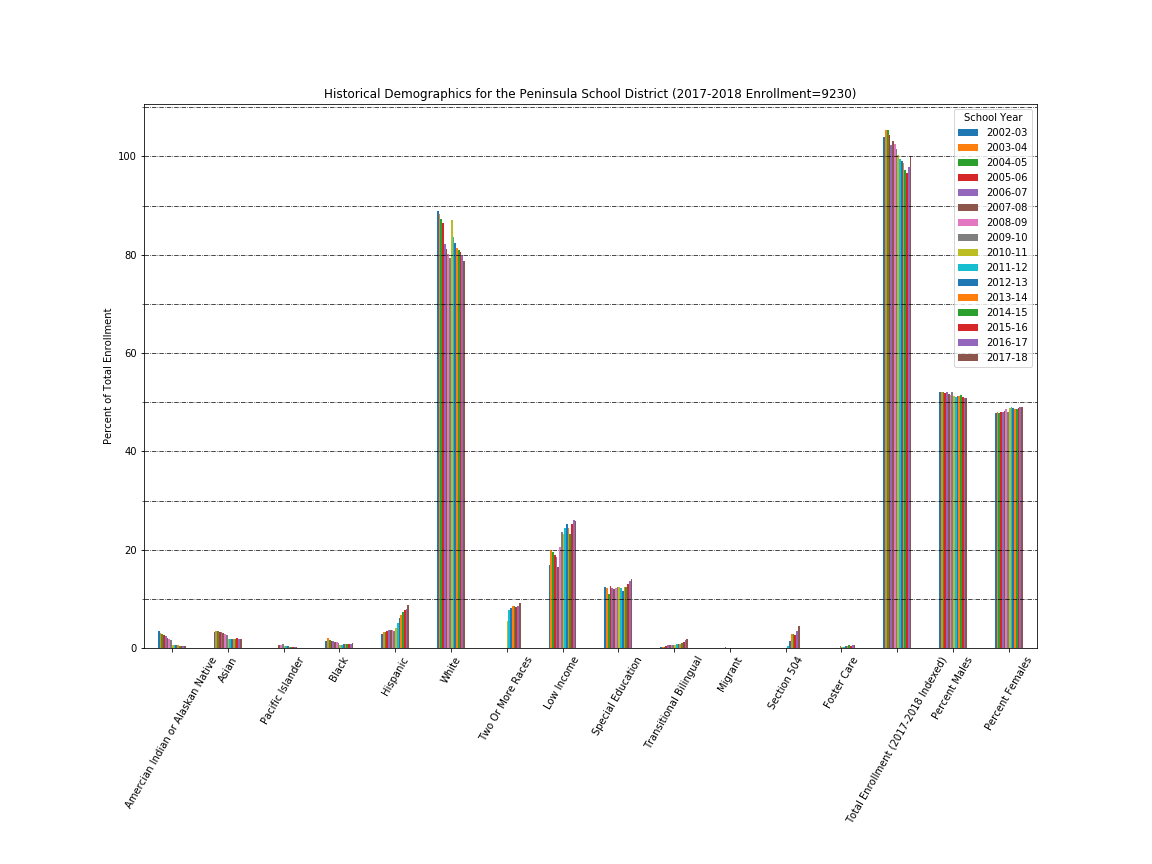 Historical Demographics for the Peninsula School District (2017-2018 Enrollment=9230)
School Year
2002-03
2003-04
2004-05
2005-06
2006-07
2007-08
2008-09
2009-10
2010-11
2011-12
2012-13
2013-14
2014-15
2015-16
2016-17
2017-18
Percent of Total Enrollment
100
80
60
40
20
0
Amercian Indian or Alaskan Native
Asian
Pacific Islander
Black
Hispanic
White
Two Or More Races
Low Income
Special Education
Transitional Bilingual
Migrant
Section 504
Foster Care
Total Enrollment (2017-2018 Indexed)
Percent Males
Percent Females